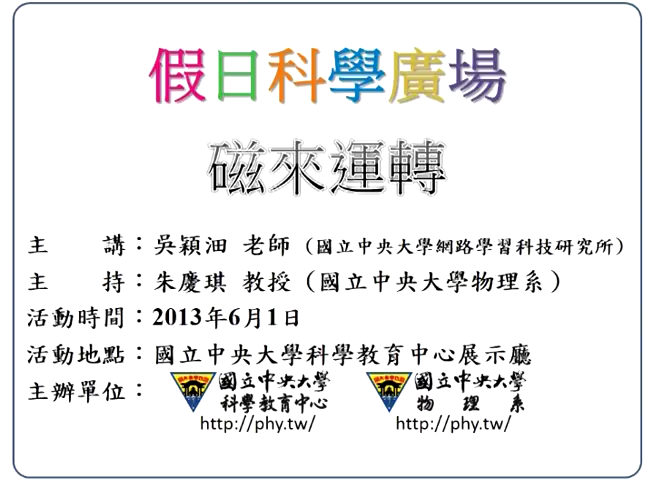 假日科學廣場
磁來運轉
主 講：吳穎沺 老師（國立中央大學網路學習科技研究所）
主 持：朱慶琪 教授（國立中央大學物理系）
活動時間：2013年6月1日
活動地點：國立中央大學科學教育中心展示廳
主辦單位： 國立中央大學 科學教育中心 http://phy.tw/
國立中央大學 物理系 http://phy.tw/